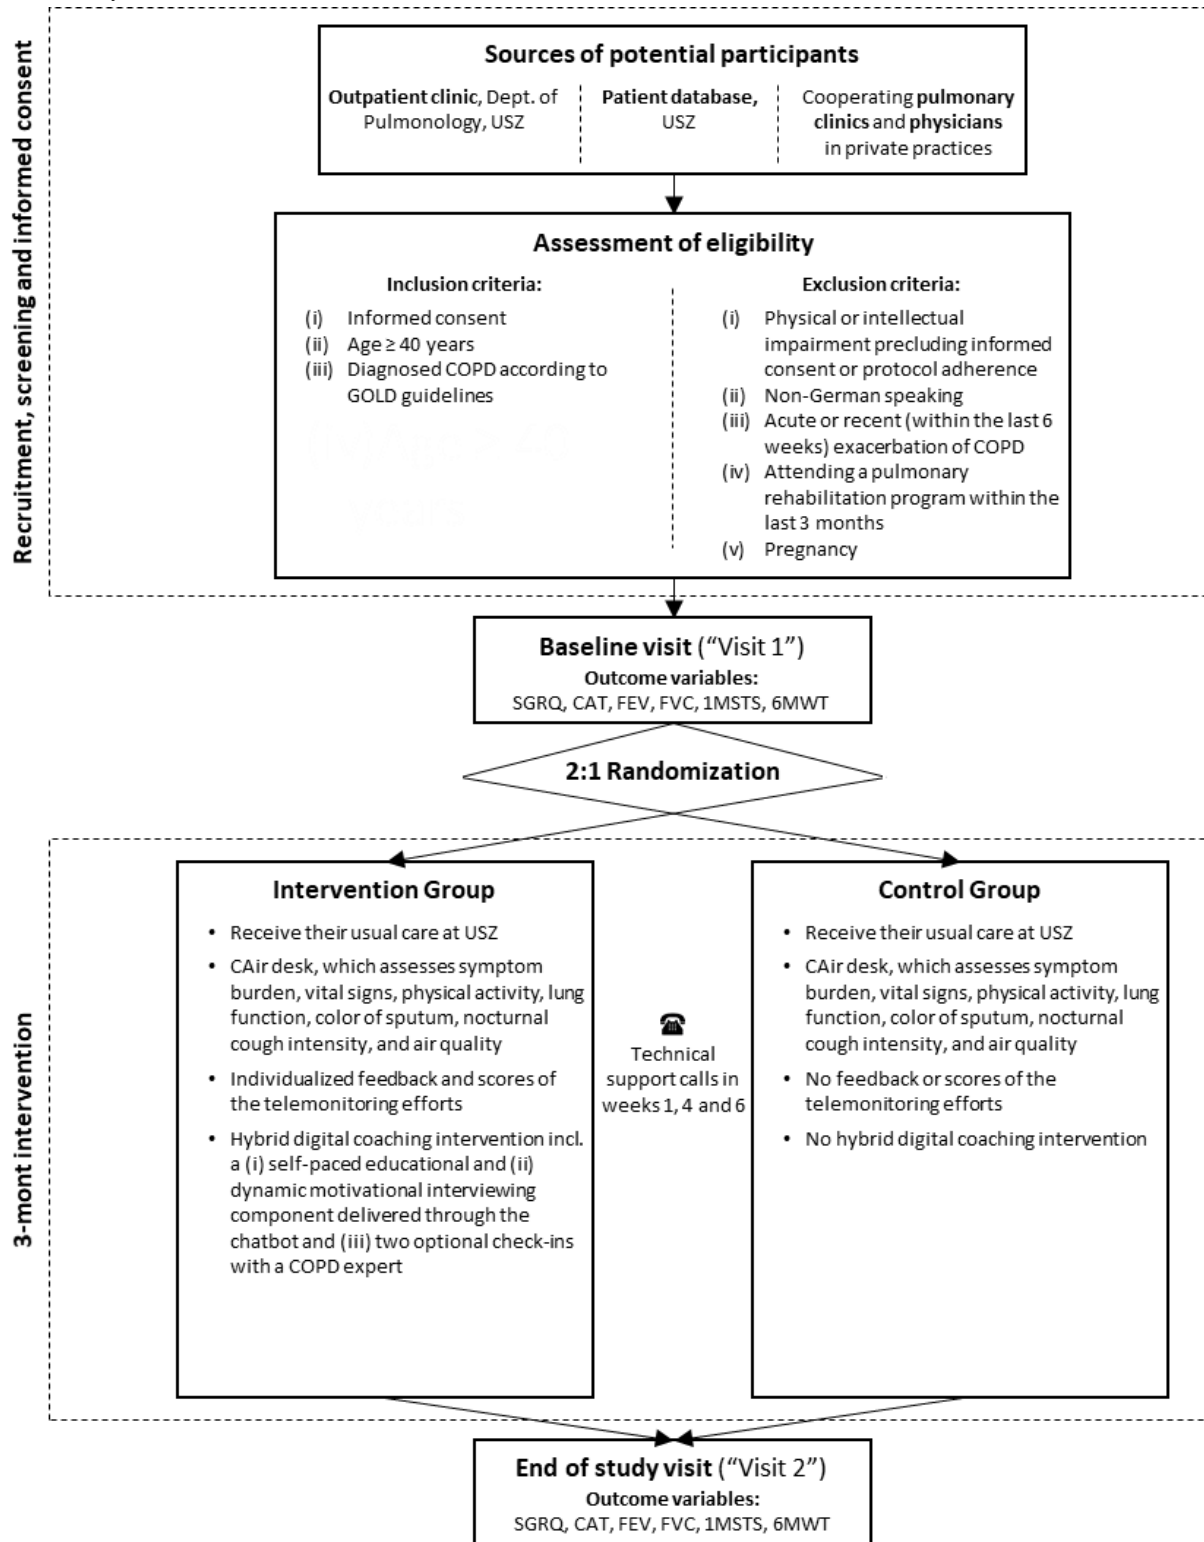 Recruitment, screening and informed consent
Sources of potential participants
Outpatient clinic, Dept. of
Pulmonology, USZ
Patient database,
USZ
Cooperating pulmonary
clinics and physicians
in private practices
Assessment of eligibility
Inclusion criteria:
(i) Informed consent
(ii) Age ≥ 40 years
(iii) Diagnosed COPD according to
GOLD guidelines
Exclusion criteria:
(i) Physical or intellectual
impairment precluding informed
consent or protocol adherence
(ii) Non-German speaking
(iii) Acute or recent (within the last 6
weeks) exacerbation of COPD
(iv) Attending a pulmonary
rehabilitation program within the
last 3 months
(v) Pregnancy
Baseline visit (“Visit 1”)
Outcome variables:
SGRQ, CAT, FEV, FVC, 1MSTS, 6MWT
2:1 Randomization
3-mont intervention
Intervention Group
• Receive their usual care at USZ
• CAir desk, which assesses symptom
burden, vital signs, physical activity, lung
function, color of sputum, nocturnal
cough intensity, and air quality
• Individualized feedback and scores of
the telemonitoring efforts
• Hybrid digital coaching intervention incl.
a (i) self-paced educational and (ii)
dynamic motivational interviewing
component delivered through the
chatbot and (iii) two optional check-ins
with a COPD expert
Technical
support calls in
weeks 1, 4 and 6
Control Group
• Receive their usual care at USZ
• CAir desk, which assesses symptom
burden, vital signs, physical activity, lung
function, color of sputum, nocturnal
cough intensity, and air quality
• No feedback or scores of the
telemonitoring efforts
• No hybrid digital coaching intervention
End of study visit (“Visit 2”)
Outcome variables:
SGRQ, CAT, FEV, FVC, 1MSTS, 6MWT